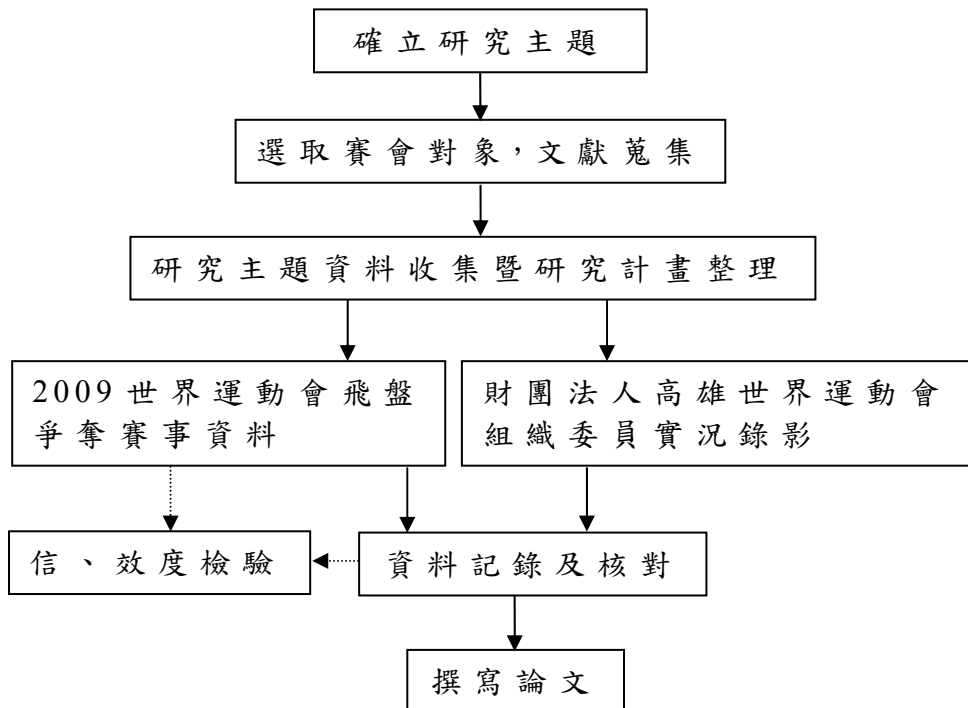 確立研究主題
選取賽會對象,文獻蒐集
研究主題資料收集暨研究計畫整理
2009世界運動會飛盤
爭奪賽事資料
財團法人高雄世界運動會
組織委員實況錄影
信、效度檢驗
資料記錄及核對
撰寫論文